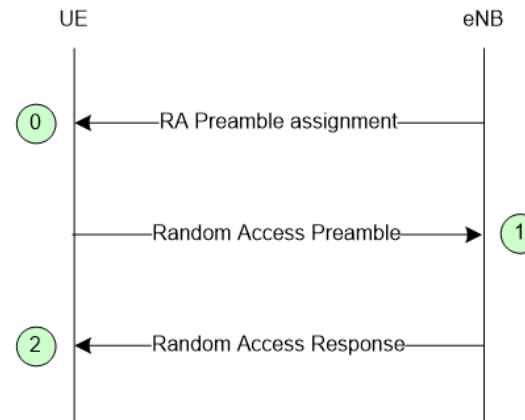 UE
eNB
0
RA Preamble assignment
Random Access Preamble
1
2
Random Access Response